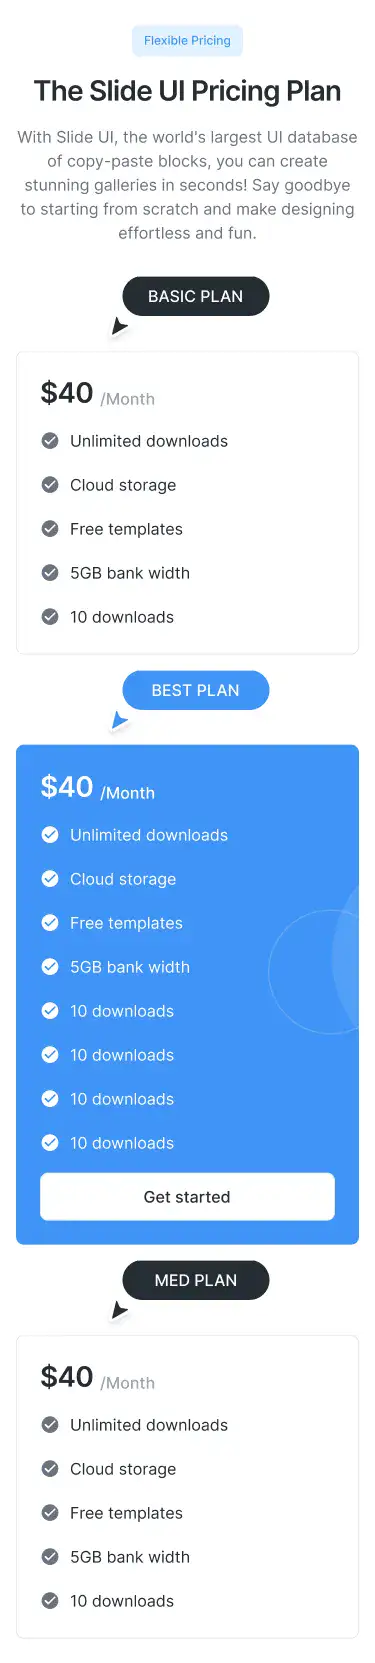 Flexible Pricing
The Slide UI Pricing Plan
With Slide UI, the world's largest UI database
of copy-paste blocks, you can create
stunning galleries in seconds! Say goodbye
to starting from scratch and make designing
effortless and fun.
BASIC PLAN
$40 /Month
Unlimited downloads
Cloud storage
Free templates
5GB bank width
10 downloads
BEST PLAN
$40 /Month
Unlimited downloads
Cloud storage
Free templates
5GB bank width
10 downloads
10 downloads
10 downloads
10 downloads
Get started
MED PLAN
$40 /Month
Unlimited downloads
Cloud storage
Free templates
5GB bank width
10 downloads